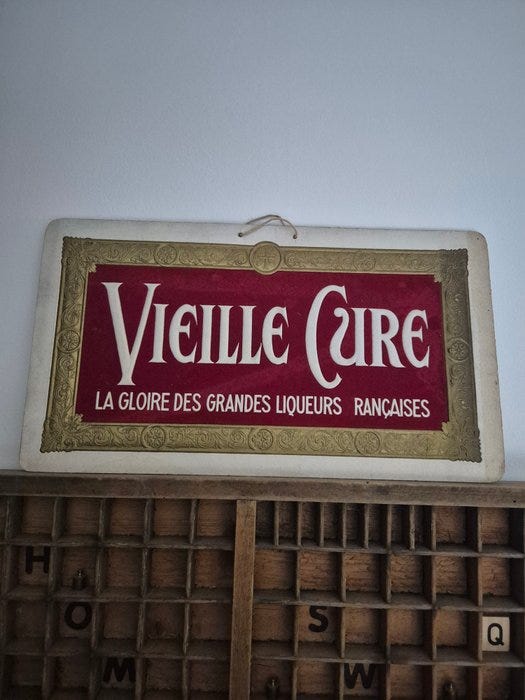 VIEILLE CURE
LA GLOIRE DES GRANDES LIQUEURS RANÇAISES
H
O S Q
M W